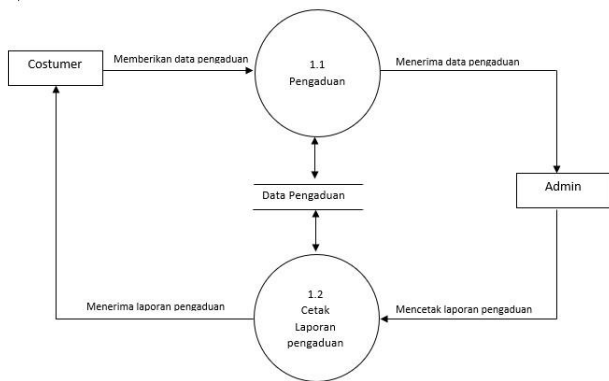 Costumer
Memberikan data pengaduan
1.1
Pengaduan
Menerima data pengaduan
Data Pengaduan
Admin
Menerima laporan pengaduan
1.2
Cetak
Laporan
pengaduan
Mencetak laporan pengaduan